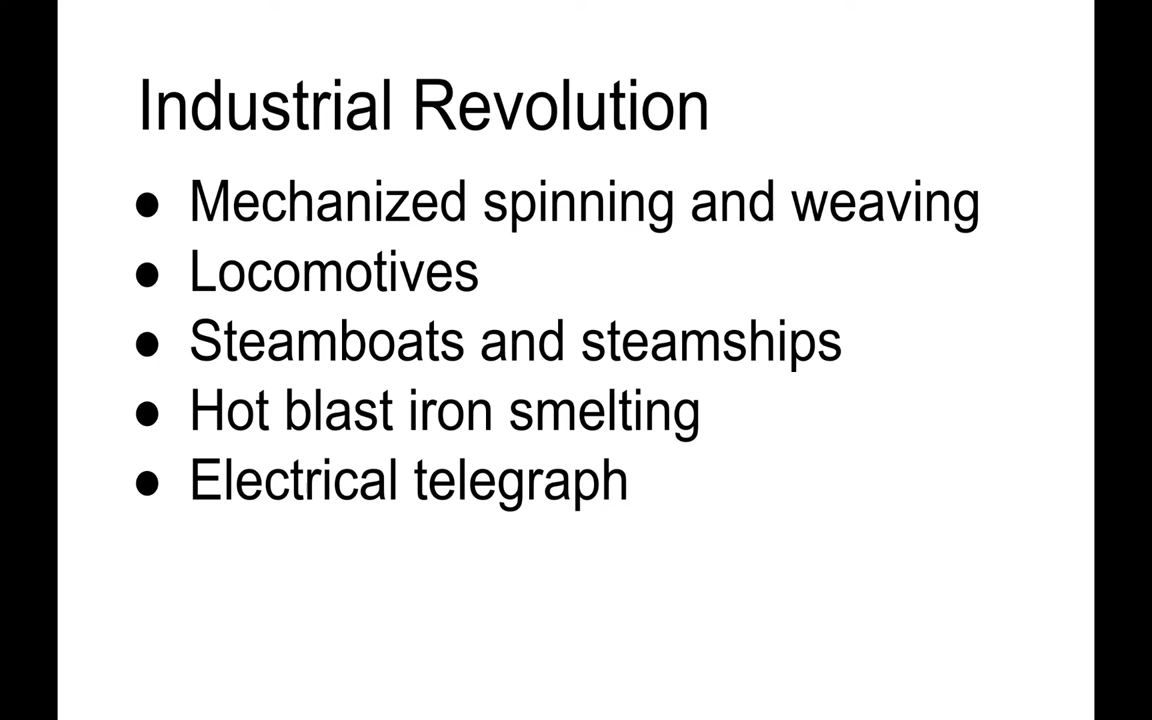 Industrial Revolution
● Mechanized spinning and weaving
● Locomotives
● Steamboats and steamships
● Hot blast iron smelting
● Electrical telegraph